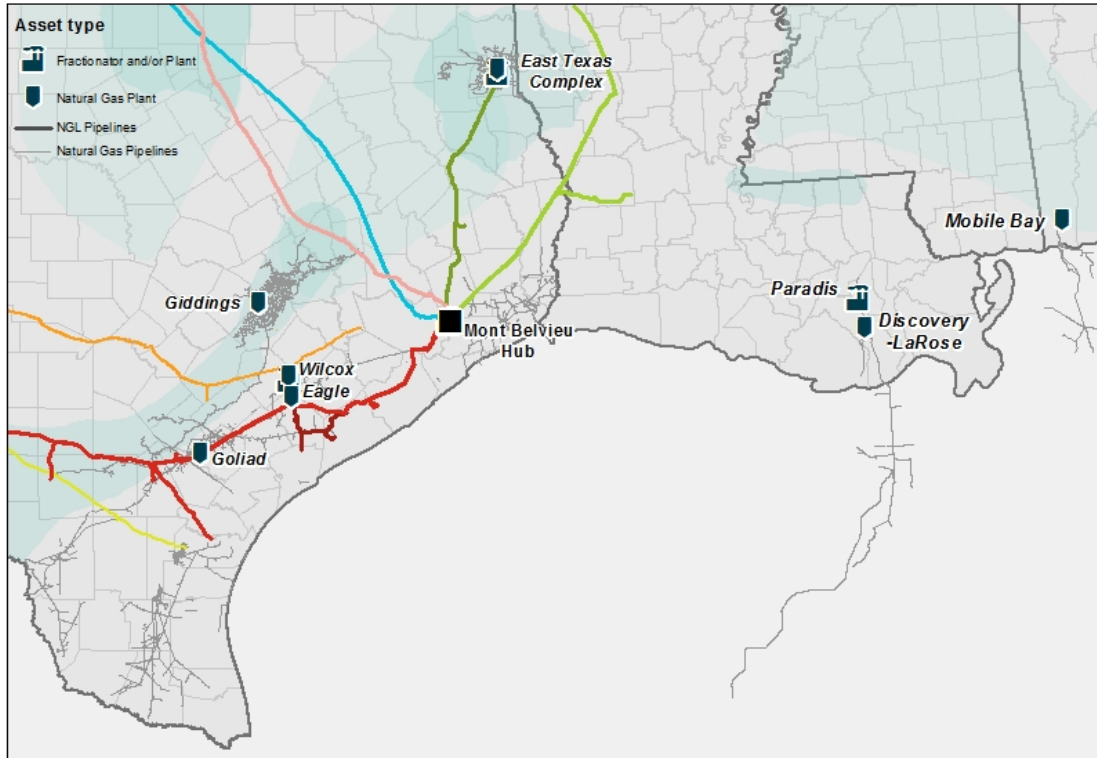 Asset type
Fractionator and/or Plant
Natural Gas Plant
NGL Pipelines
Natural Gas Pipelines
East Texas
Complex
Mobile Bay
Giddings
Paradis
Discovery
-LaRose
Mont Belvieu
Hub
Wilcox
Eagle
Goliad